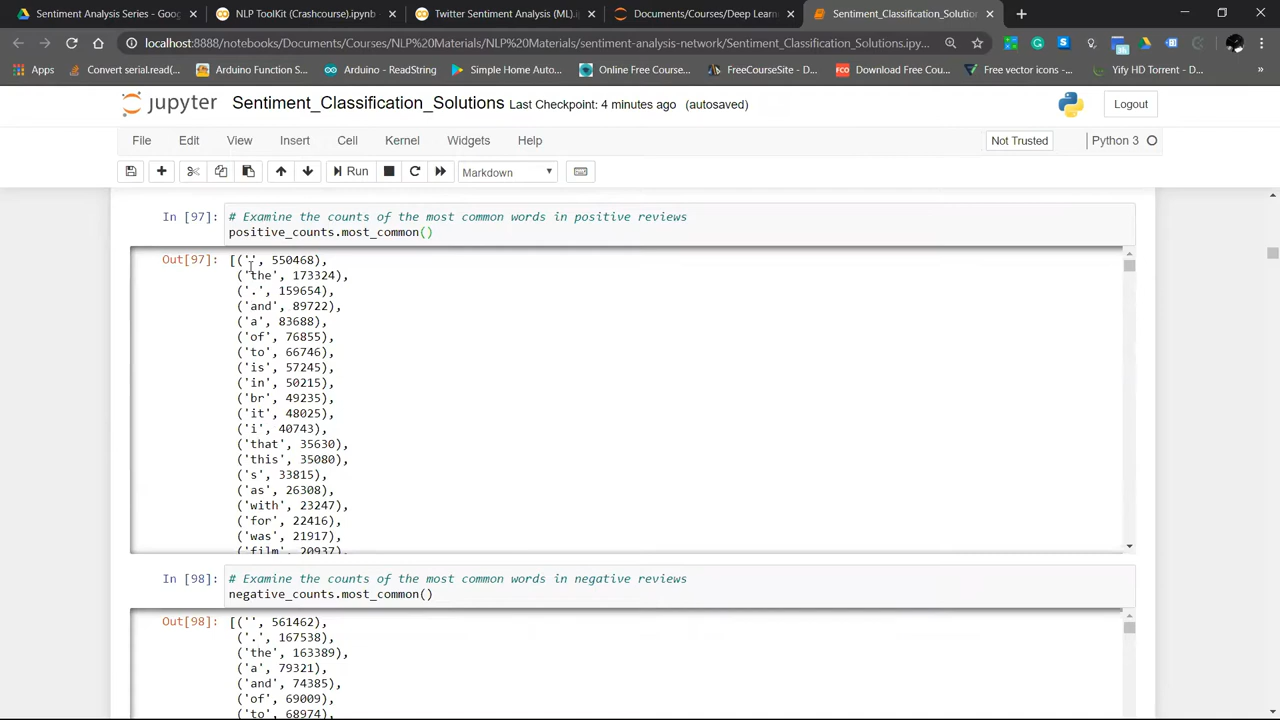 Sentiment Analysis Series - Goog
NLP ToolKit (Crashcourse).ipynb
Twitter Sentiment Analysis (ML).i
Documents/Courses/Deep Learn
Sentiment_Classification_Solution
localhost:8888/notebooks/Documents/Courses/NLP%20Materials/NLP%20Materials/sentiment-analysis-network/Sentiment_Classification_Solutions.ipy...
Apps
Convert serial.read(...
Arduino Function S...
Arduino - ReadString
Simple Home Auto...
Online Free Course...
FreeCourseSite - D...
Download Free Cou...
Free vector icons -...
Yify HD Torrent - D...
jupyter Sentiment_Classification_Solutions Last Checkpoint: 4 minutes ago (autosaved)
Logout
File Edit View Insert Cell Kernel Widgets Help
Not Trusted
Python 3
Run
Markdown
In [97]: # Examine the counts of the most common words in positive reviews
positive_counts.most_common()
Out[97]: [('', 550468),
('the', 173324),
('.', 159654),
('and', 89722),
('a', 83688),
('of', 76855),
('to', 66746),
('is', 57245),
('in', 50215),
('br', 49235),
('it', 48025),
('i', 40743),
('that', 35630),
('this', 35080),
('s', 33815),
('as', 26308),
('with', 23247),
('for', 22416),
('was', 21917),
('film', 20937),
In [98]: # Examine the counts of the most common words in negative reviews
negative_counts.most_common()
Out[98]: [('', 561462),
('.', 167538),
('the', 163389),
('a', 79321),
('and', 74385),
('of', 69009),
('to', 68974),